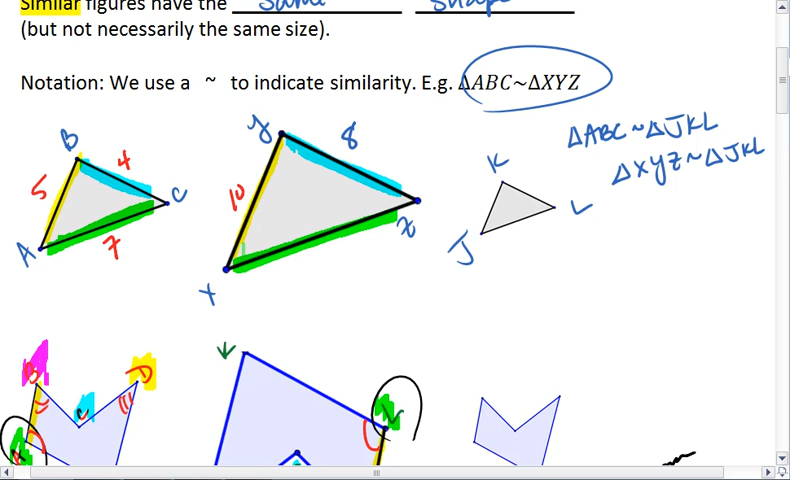 Similar figures have the same shape
(but not necessarily the same size).
Notation: We use a ~ to indicate similarity. E.g. ΔABC~ΔXYZ
ΔABC ~ ΔJKL
ΔXYZ ~ ΔJKL
B
4
5
C
A
7
y
8
10
z
x
K
L
J
B
D
C
A